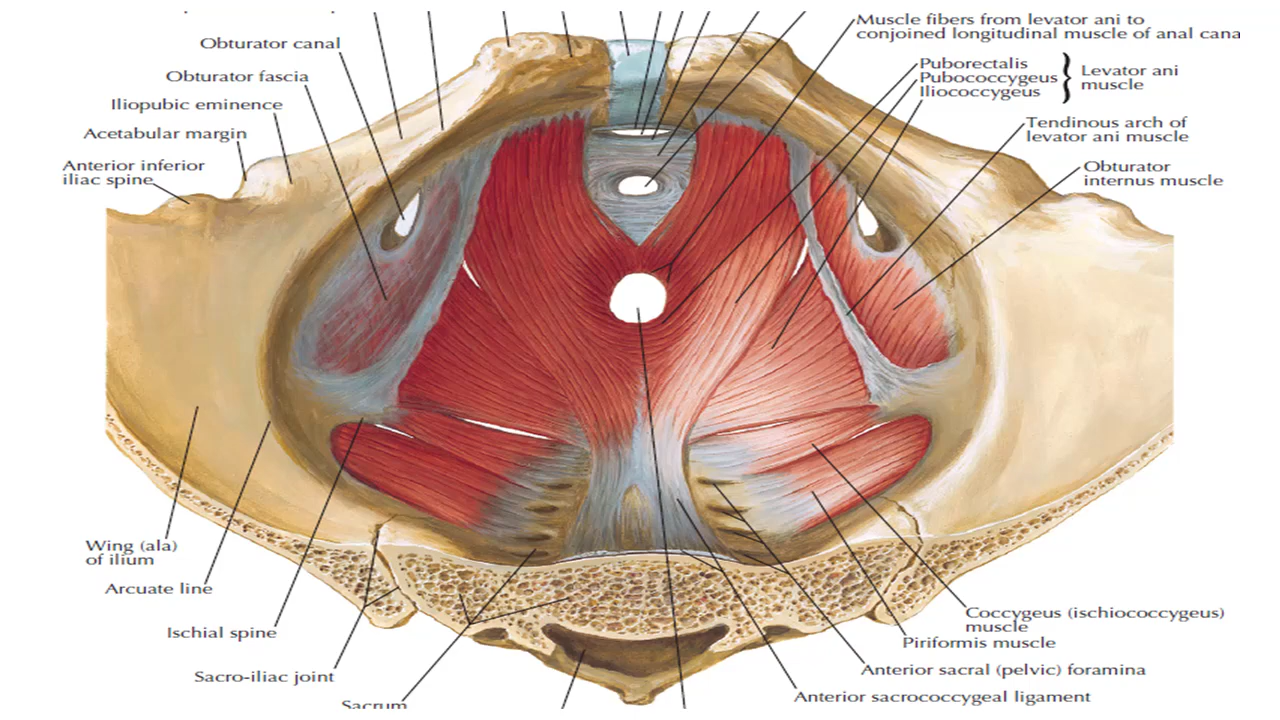 Obturator canal
Obturator fascia
Iliopubic eminence
Acetabular margin
Anterior inferior
iliac spine
Muscle fibers from levator ani to
conjoined longitudinal muscle of anal cana
Puborectalis
Pubococcygeus
Iliococcygeus
Levator ani
muscle
Tendinous arch of
levator ani muscle
Obturator
internus muscle
Wing (ala)
of ilium
Arcuate line
Ischial spine
Sacro-iliac joint
Sacrum
Coccygeus (ischiococcygeus)
muscle
Piriformis muscle
Anterior sacral (pelvic) foramina
Anterior sacrococcygeal ligament